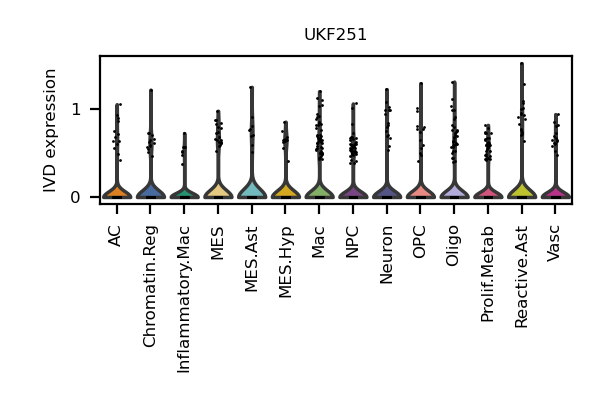 UKF251
IVD expression
1
0
AC
Chromatin.Reg
Inflammatory.Mac
MES
MES.Ast
MES.Hyp
Mac
NPC
Neuron
OPC
Oligo
Prolif.Metab
Reactive.Ast
Vasc